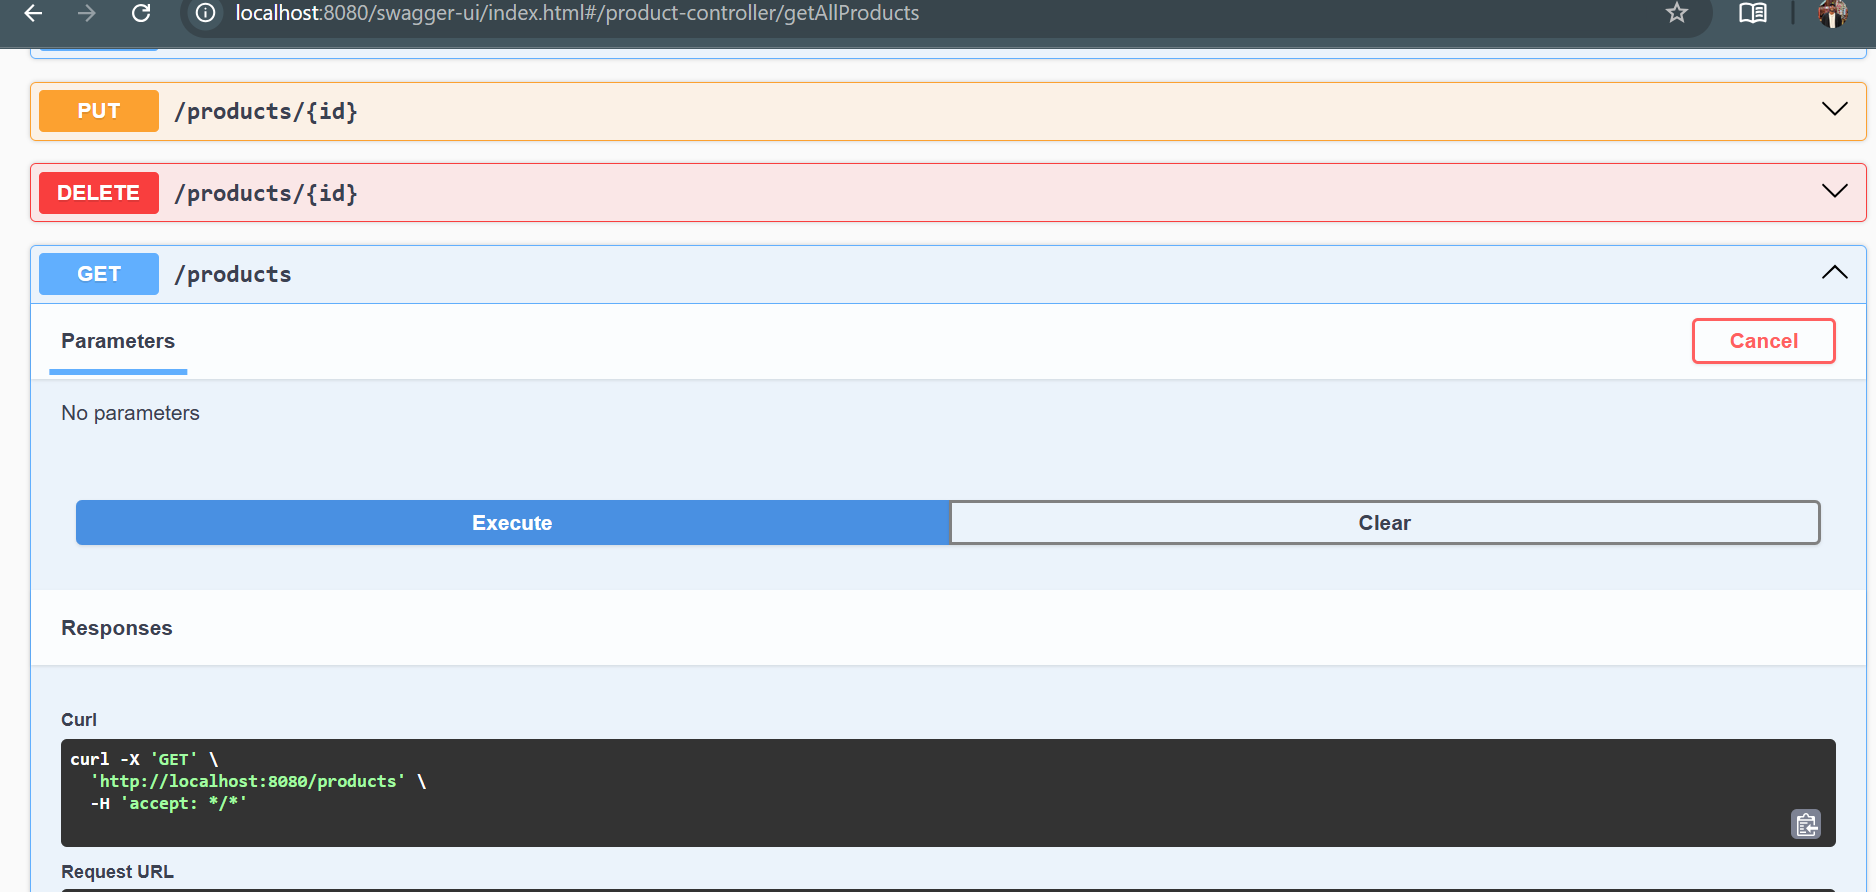 localhost:8080/swagger-ui/index.html#/product-controller/getAllProducts
PUT /products/{id}
DELETE /products/{id}
GET /products
Parameters
Cancel
No parameters
Execute
Clear
Responses
Curl
curl -X 'GET' \
'http://localhost:8080/products' \
-H 'accept: */*'
Request URL